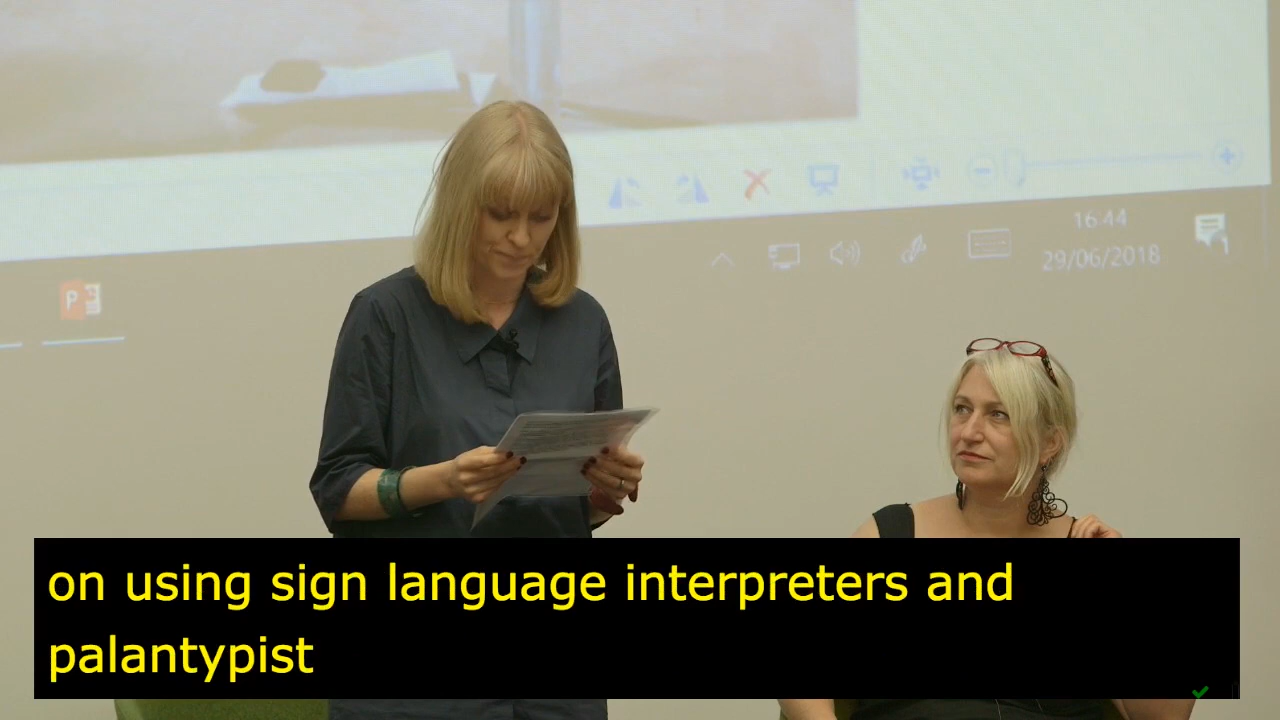 16:44
29/06/2018
P
on using sign language interpreters and
palantypist